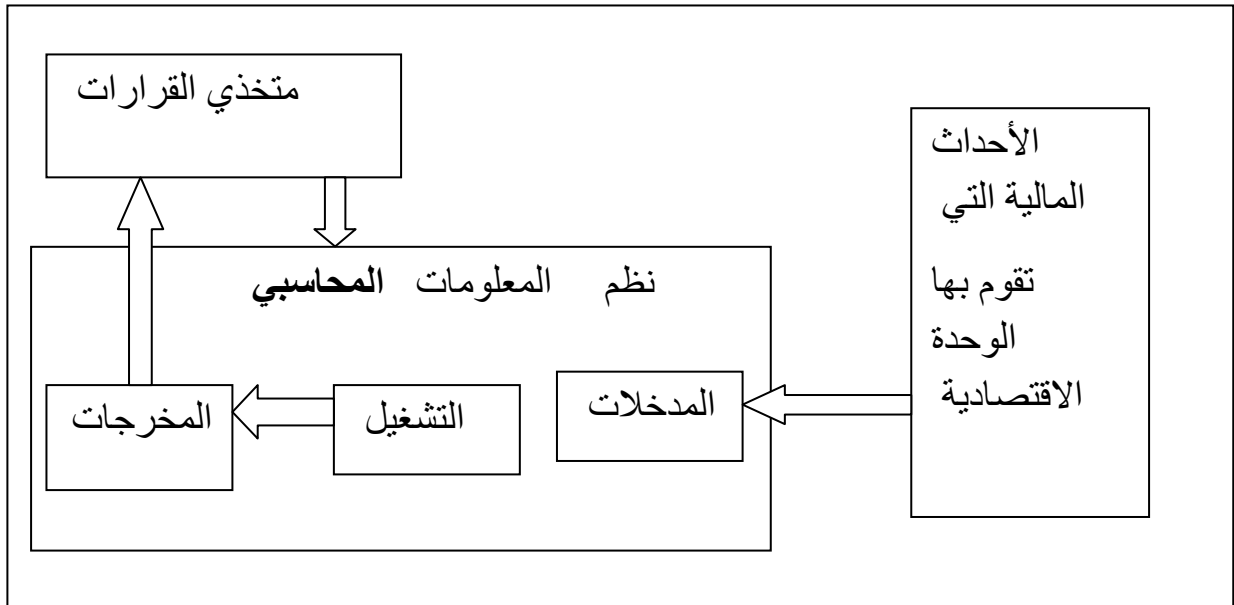 متخذي القرارات
الأحداث
المالية التي
تقوم بها
الوحدة
الاقتصادية
نظم المعلومات المحاسبي
المدخلات
التشغيل
المخرجات